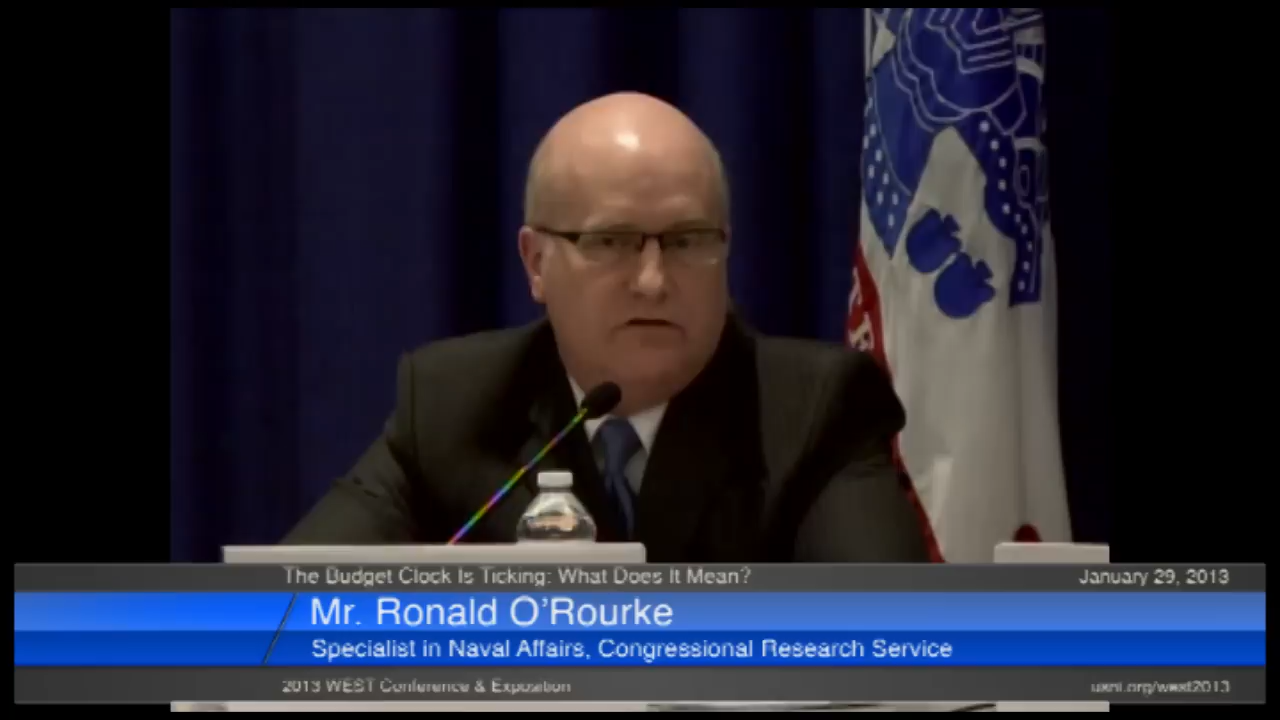 The Budget Clock Is Ticking: What Does It Mean?
January 29, 2013
Mr. Ronald O'Rourke
Specialist in Naval Affairs, Congressional Research Service
2013 WEST Conference & Exposition
usni.org/west2013